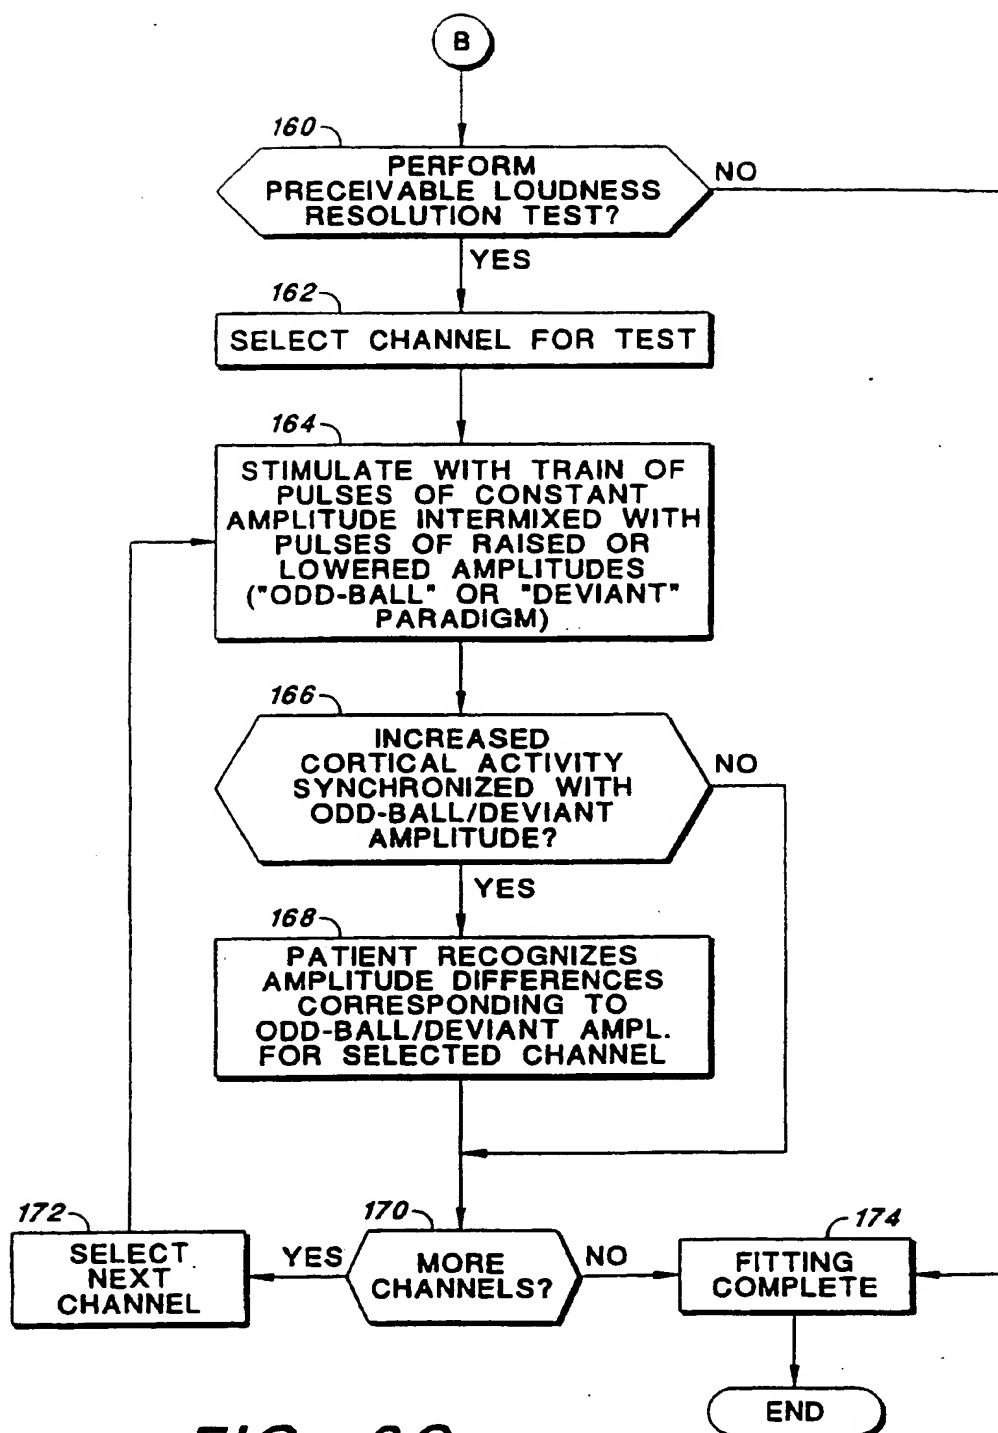 B
160
PERFORM
PRECEIVABLE LOUDNESS
RESOLUTION TEST?
NO
YES
162
SELECT CHANNEL FOR TEST
164
STIMULATE WITH TRAIN OF
PULSES OF CONSTANT
AMPLITUDE INTERMIXED WITH
PULSES OF RAISED OR
LOWERED AMPLITUDES
("ODD-BALL" OR "DEVIANT"
PARADIGM)
166
INCREASED
CORTICAL ACTIVITY
SYNCHRONIZED WITH
ODD-BALL/DEVIANT
AMPLITUDE?
NO
YES
168
PATIENT RECOGNIZES
AMPLITUDE DIFFERENCES
CORRESPONDING TO
ODD-BALL/DEVIANT AMPL.
FOR SELECTED CHANNEL
170
MORE
CHANNELS?
YES
NO
172
SELECT
NEXT
CHANNEL
174
FITTING
COMPLETE
END